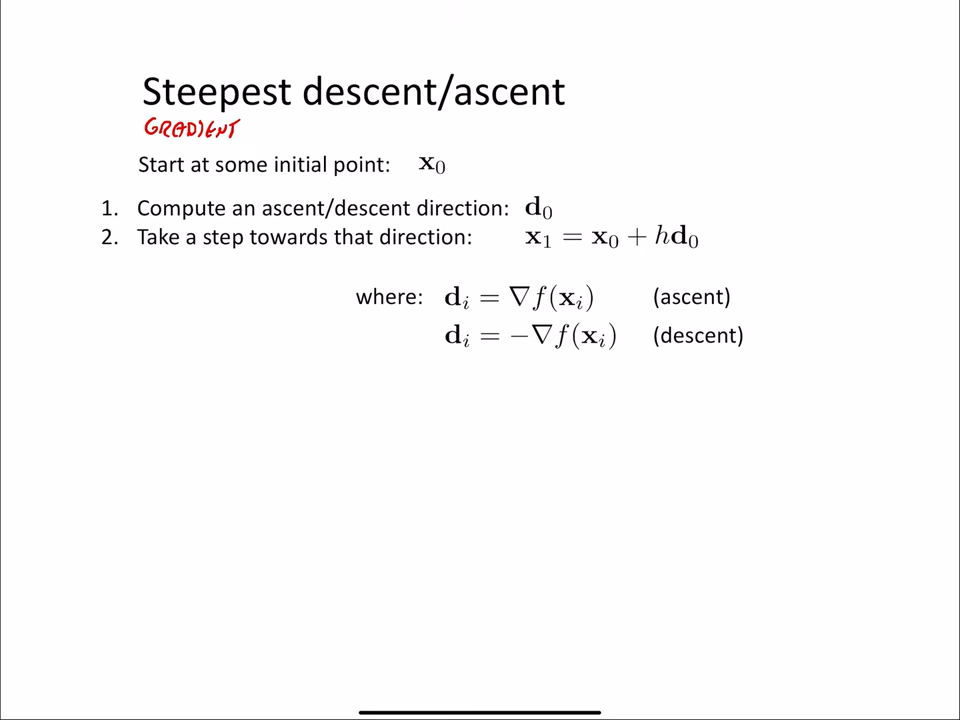 Steepest descent/ascent
GRADIENT
Start at some initial point: x₀
1. Compute an ascent/descent direction: d₀
2. Take a step towards that direction: x₁ = x₀ + hd₀
where: dᵢ = ∇f(xᵢ) (ascent)
dᵢ = −∇f(xᵢ) (descent)